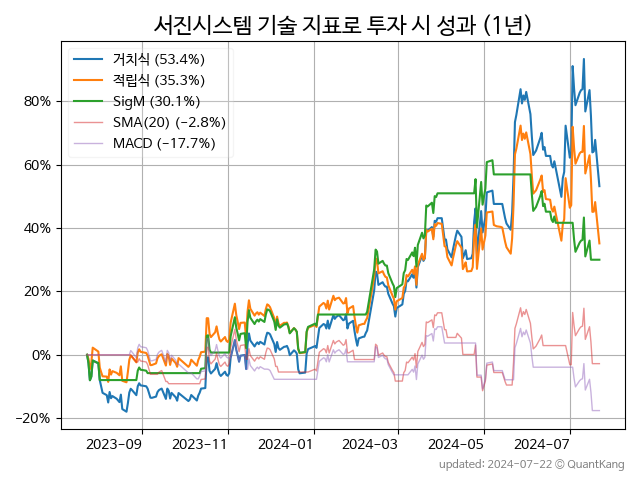 서진시스템 기술 지표로 투자 시 성과 (1년)
거치식 (53.4%)
적립식 (35.3%)
SigM (30.1%)
SMA(20) (−2.8%)
MACD (−17.7%)
80%
60%
40%
20%
0%
−20%
2023-09 2023-11 2024-01 2024-03 2024-05 2024-07
updated: 2024-07-22 © QuantKang